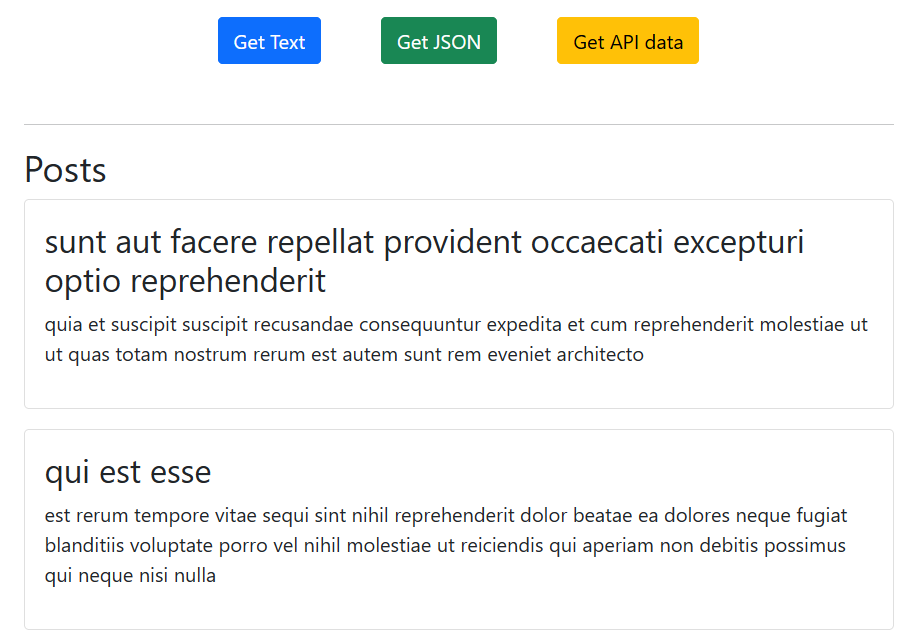 Get Text Get JSON Get API data
Posts
sunt aut facere repellat provident occaecati excepturi
optio reprehenderit
quia et suscipit suscipit recusandae consequuntur expedita et cum reprehenderit molestiae ut
ut quas totam nostrum rerum est autem sunt rem eveniet architecto
qui est esse
est rerum tempore vitae sequi sint nihil reprehenderit dolor beatae ea dolores neque fugiat
blanditiis voluptate porro vel nihil molestiae ut reiciendis qui aperiam non debitis possimus
qui neque nisi nulla